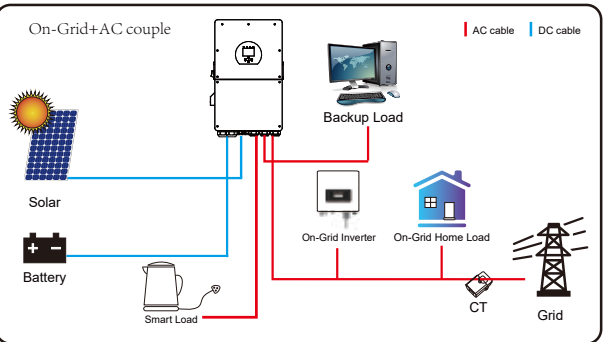 On-Grid+AC couple
AC cable
DC cable
Backup Load
Solar
On-Grid Inverter
On-Grid Home Load
Battery
Smart Load
CT
Grid